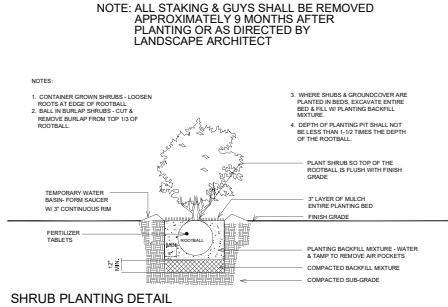 NOTE: ALL STAKING & GUYS SHALL BE REMOVED
APPROXIMATELY 9 MONTHS AFTER
PLANTING OR AS DIRECTED BY
LANDSCAPE ARCHITECT
NOTES:
1. CONTAINER GROWN SHRUBS - LOOSEN
ROOTS AT EDGE OF ROOTBALL
2. BALL IN BURLAP SHRUBS - CUT &
REMOVE BURLAP FROM TOP 1/3 OF
ROOTBALL.
3. WHERE SHUBS & GROUNDCOVER ARE
PLANTED IN BEDS, EXCAVATE ENTIRE
BED & FILL W/ PLANTING BACKFILL
MIXTURE.
4. DEPTH OF PLANTING PIT SHALL NOT
BE LESS THAN 1-1/2 TIMES THE DEPTH
OF THE ROOTBALL.
PLANT SHRUB SO TOP OF THE
ROOTBALL IS FLUSH WITH FINISH
GRADE
TEMPORARY WATER
BASIN- FORM SAUCER
W/ 3" CONTINUOUS RIM
3" LAYER OF MULCH
ENTIRE PLANTING BED
FINISH GRADE
FERTILIZER
TABLETS
ROOTBALL
MIN.
PLANTING BACKFILL MIXTURE - WATER
& TAMP TO REMOVE AIR POCKETS
12"
MIN.
COMPACTED BACKFILL MIXTURE
COMPACTED SUB-GRADE
SHRUB PLANTING DETAIL